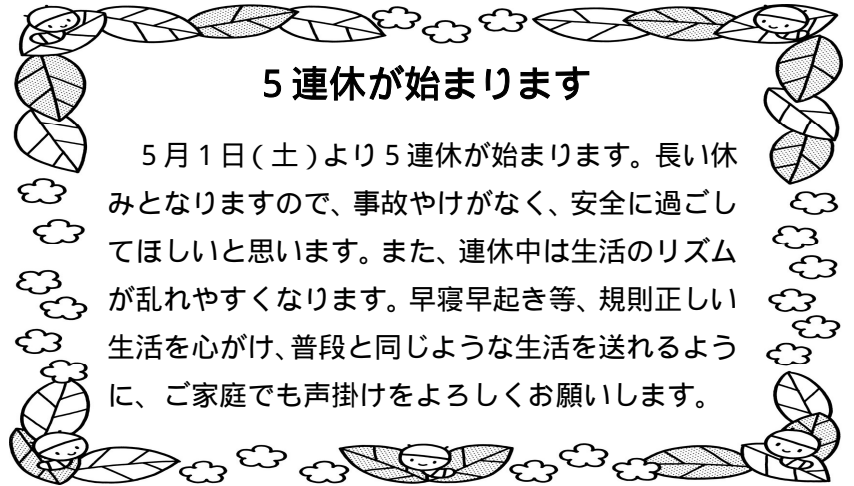 ５連休が始まります
　５月１日(土)より５連休が始まります。長い休
みとなりますので、事故やけがなく、安全に過ごし
てほしいと思います。また、連休中は生活のリズム
が乱れやすくなります。早寝早起き等、規則正しい
生活を心がけ、普段と同じような生活を送れるよう
に、ご家庭でも声掛けをよろしくお願いします。